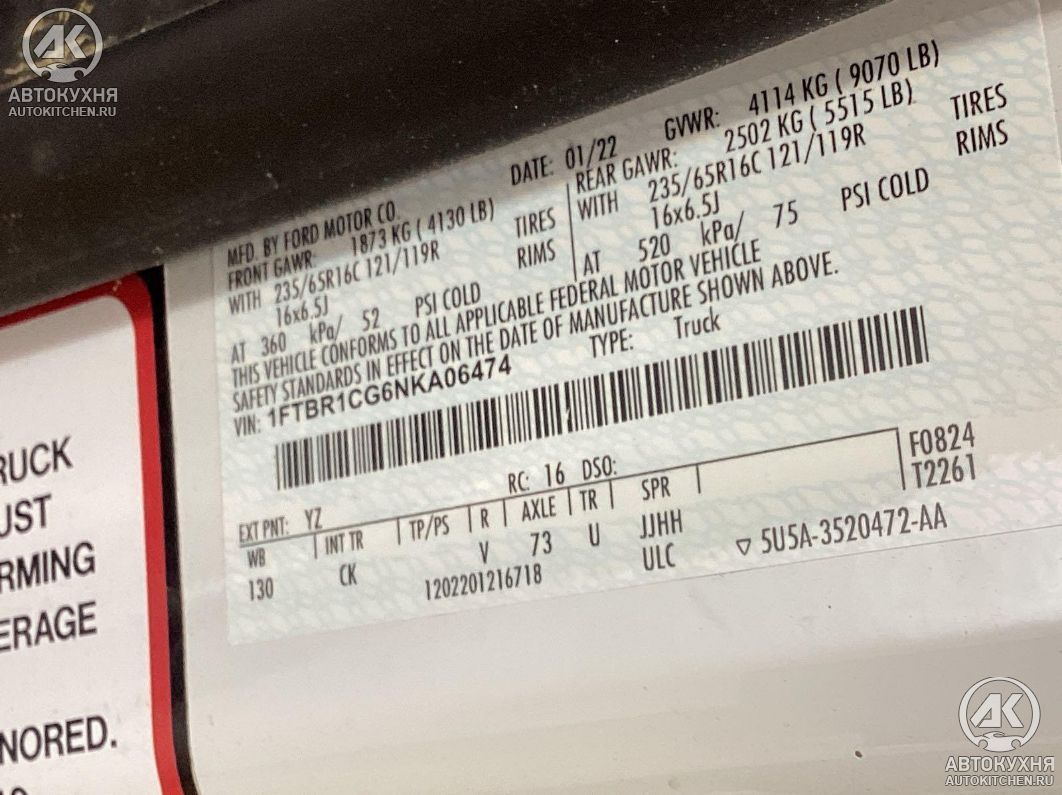 AK
АВТОКУХНЯ
AUTOKITCHEN.RU
MFD. BY FORD MOTOR CO. DATE: 01/22 GVWR: 4114 KG ( 9070 LB)
FRONT GAWR: 1873 KG ( 4130 LB) REAR GAWR: 2502 KG ( 5515 LB)
WITH 235/65R16C 121/119R TIRES WITH 235/65R16C 121/119R TIRES
16x6.5J RIMS 16x6.5J RIMS
AT 360 kPa/ 52 PSI COLD AT 520 kPa/ 75 PSI COLD
THIS VEHICLE CONFORMS TO ALL APPLICABLE FEDERAL MOTOR VEHICLE
SAFETY STANDARDS IN EFFECT ON THE DATE OF MANUFACTURE SHOWN ABOVE.
VIN: 1FTBR1CG6NKA06474 TYPE: Truck
EXT PNT: YZ RC: 16 DSO: F0824
WB INT TR TP/PS R AXLE TR SPR T2261
130 CK V 73 U JJHH
1202201216718 ULC ▽ 5U5A-3520472-AA
RUCK
UST
RMING
ERAGE
NORED.
AK
АВТОКУХНЯ
AUTOKITCHEN.RU